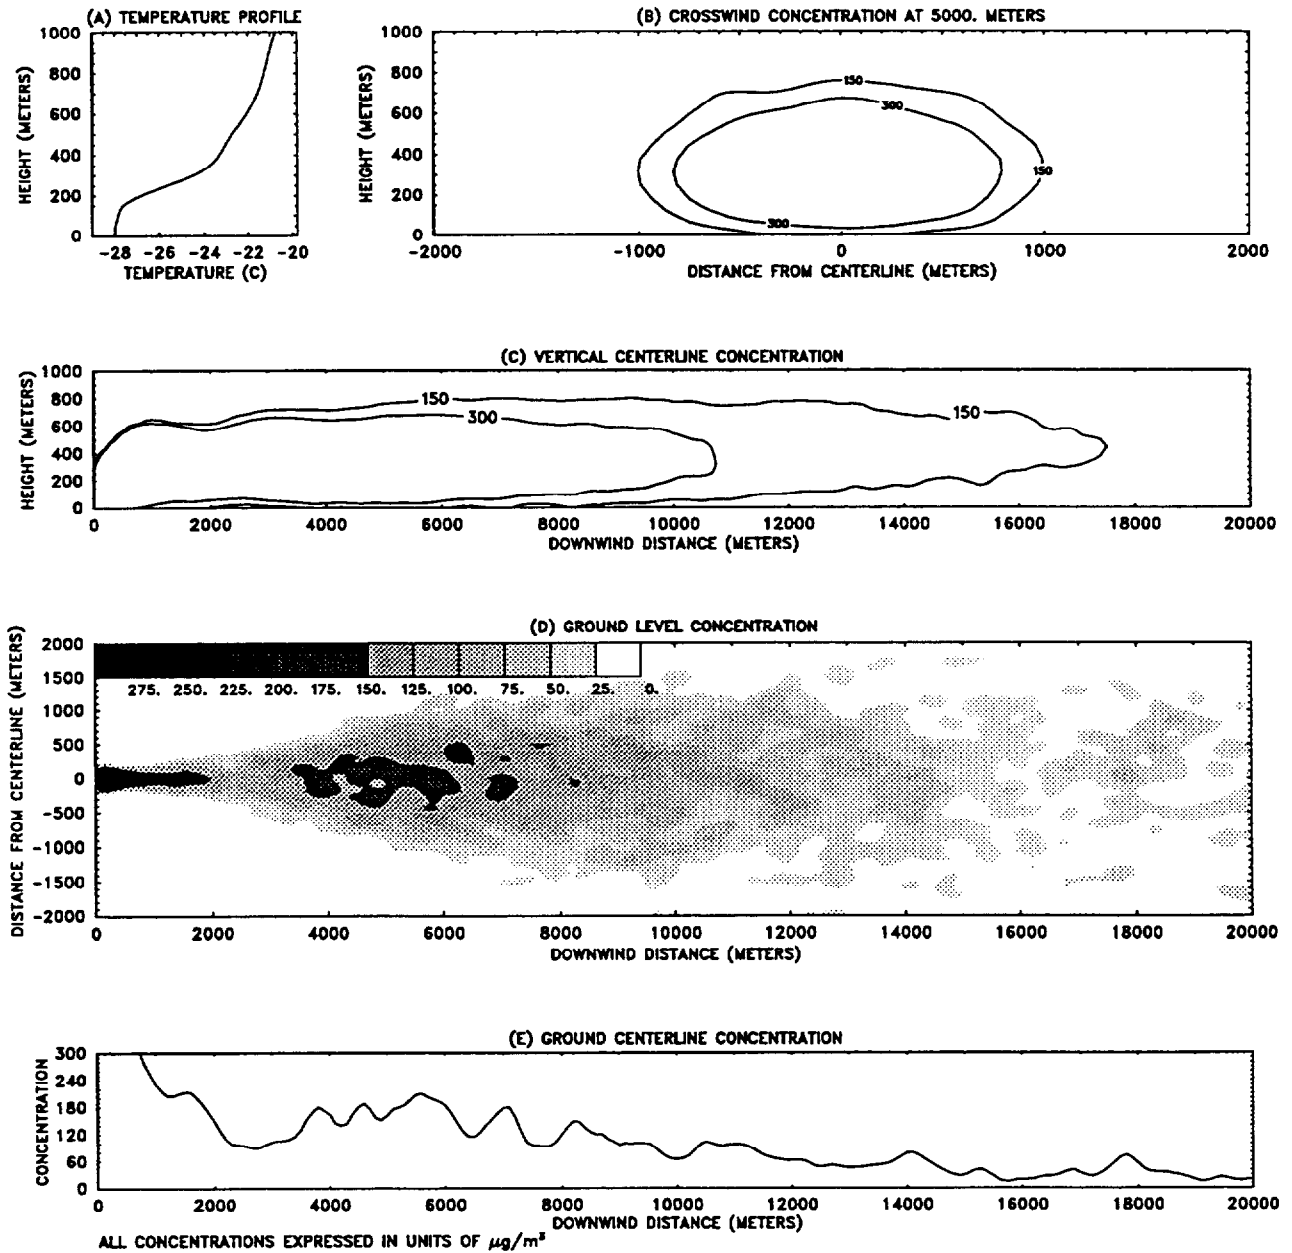 (A) TEMPERATURE PROFILE
(B) CROSSWIND CONCENTRATION AT 5000. METERS
1000
800
600
400
200
0
HEIGHT (METERS)
-28 -26 -24 -22 -20
TEMPERATURE (C)
1000
800
600
400
200
0
HEIGHT (METERS)
150
300
150
300
-2000 -1000 0 1000 2000
DISTANCE FROM CENTERLINE (METERS)
(C) VERTICAL CENTERLINE CONCENTRATION
1000
800
600
400
200
0
HEIGHT (METERS)
150
300
150
0 2000 4000 6000 8000 10000 12000 14000 16000 18000 20000
DOWNWIND DISTANCE (METERS)
(D) GROUND LEVEL CONCENTRATION
2000
1500
1000
500
0
-500
-1000
-1500
-2000
DISTANCE FROM CENTERLINE (METERS)
275. 250. 225. 200. 175. 150. 125. 100. 75. 50. 25. 0.
0 2000 4000 6000 8000 10000 12000 14000 16000 18000 20000
DOWNWIND DISTANCE (METERS)
(E) GROUND CENTERLINE CONCENTRATION
300
240
180
120
60
0
CONCENTRATION
0 2000 4000 6000 8000 10000 12000 14000 16000 18000 20000
DOWNWIND DISTANCE (METERS)
ALL CONCENTRATIONS EXPRESSED IN UNITS OF μg/m³